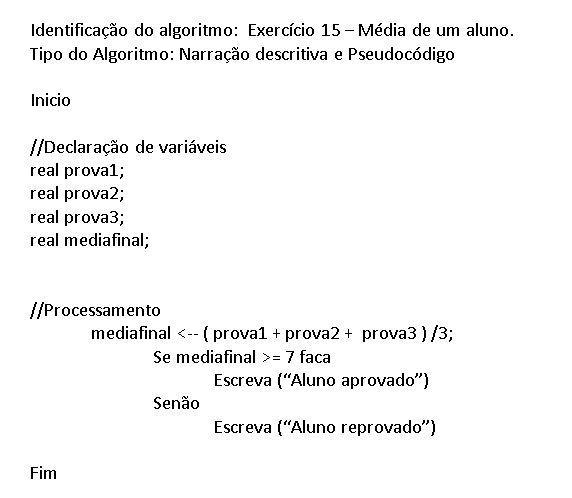 Identificação do algoritmo:  Exercício 15 – Média de um aluno.
Tipo do Algoritmo: Narração descritiva e Pseudocódigo
Inicio
//Declaração de variáveis
real prova1;
real prova2;
real prova3;
real mediafinal;
//Processamento
mediafinal <-- ( prova1 + prova2 +  prova3 ) /3;
Se mediafinal >= 7 faca
Escreva (“Aluno aprovado”)
Senão
Escreva (“Aluno reprovado”)
Fim